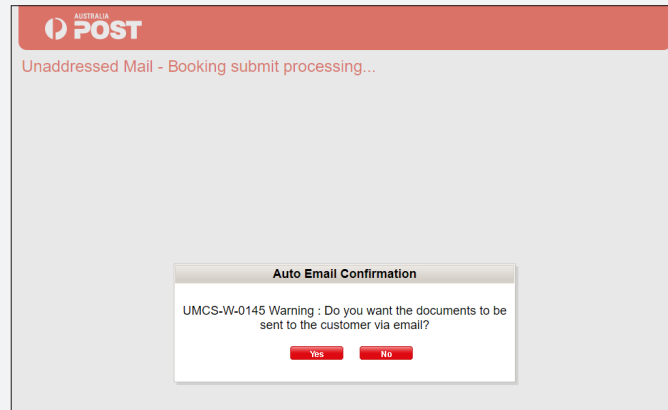 AUSTRALIA
POST
Unaddressed Mail - Booking submit processing...
Auto Email Confirmation
UMCS-W-0145 Warning : Do you want the documents to be
sent to the customer via email?
Yes No